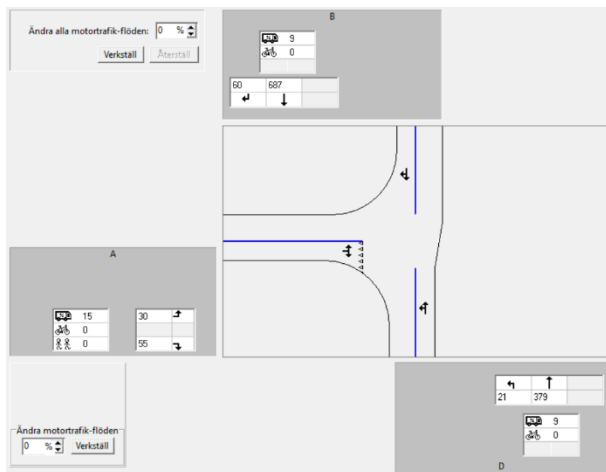 B
Ändra alla motortrafik-flöden: 0 %
Verkställ Återställ
9
0
60 687
A
15
0
0
30
55
21 379
9
0
Ändra motortrafik-flöden
0 % Verkställ
D